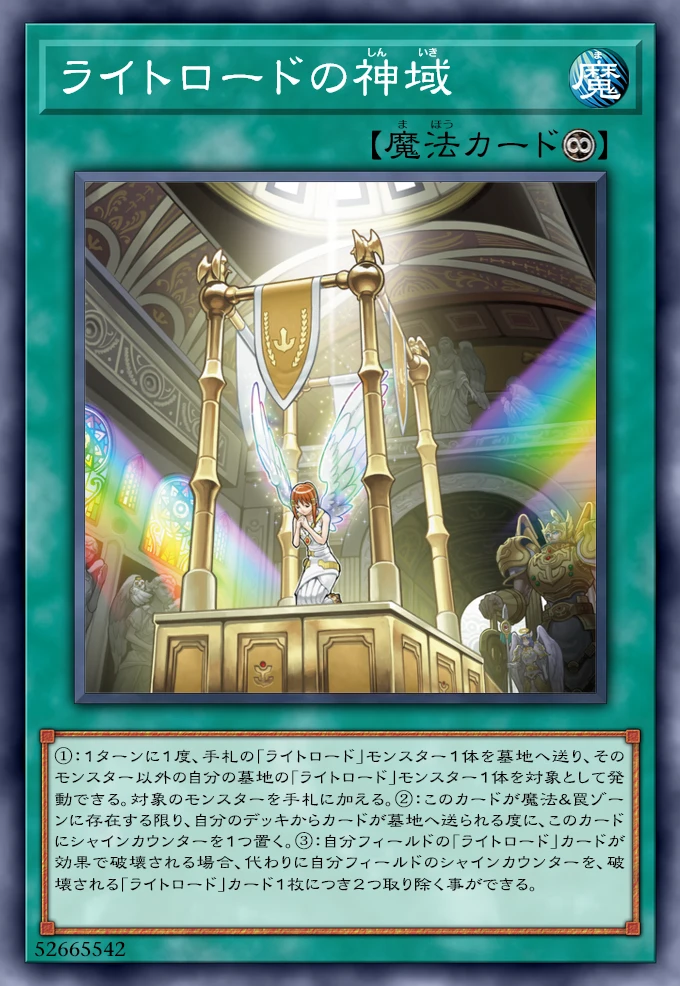 ライトロードの神域
しん いき
魔
ま
【魔法カード】
ま ほう
①：１ターンに１度、手札の「ライトロード」モンスター１体を墓地へ送り、その
モンスター以外の自分の墓地の「ライトロード」モンスター１体を対象として発
動できる。対象のモンスターを手札に加える。②：このカードが魔法&罠ゾー
ンに存在する限り、自分のデッキからカードが墓地へ送られる度に、このカード
にシャインカウンターを１つ置く。③：自分フィールドの「ライトロード」カードが
効果で破壊される場合、代わりに自分フィールドのシャインカウンターを、破
壊される「ライトロード」カード１枚につき２つ取り除く事ができる。
52665542